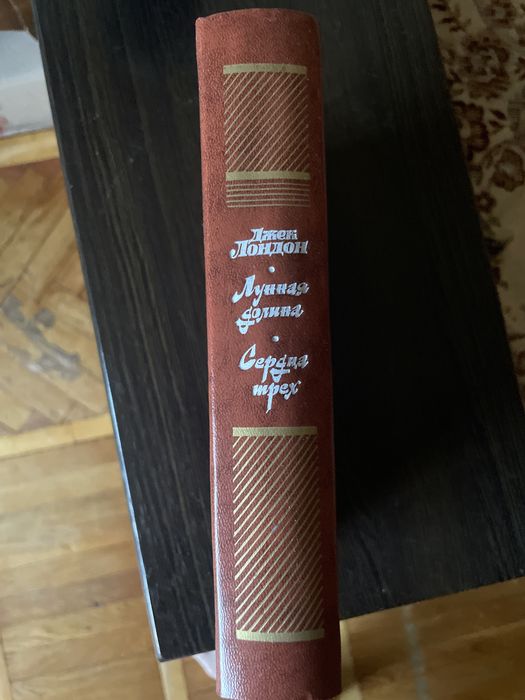 Джек
Лондон
•
Лунная
долина
•
Сердца
трех